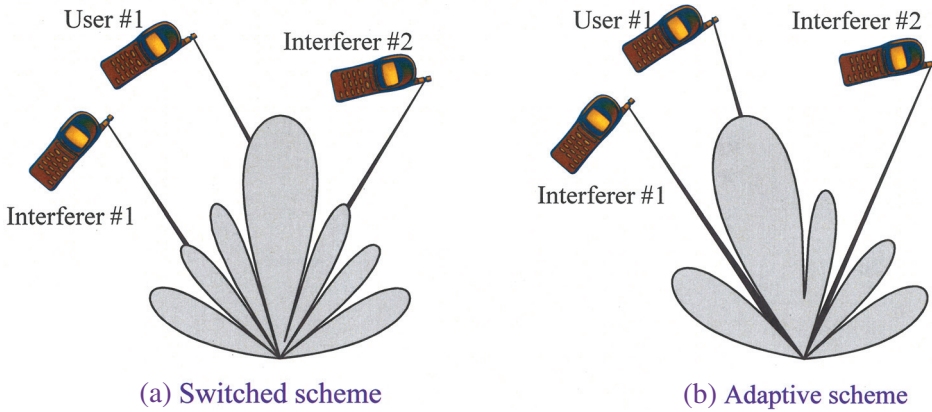 User #1
Interferer #2
Interferer #1
(a) Switched scheme
User #1
Interferer #2
Interferer #1
(b) Adaptive scheme